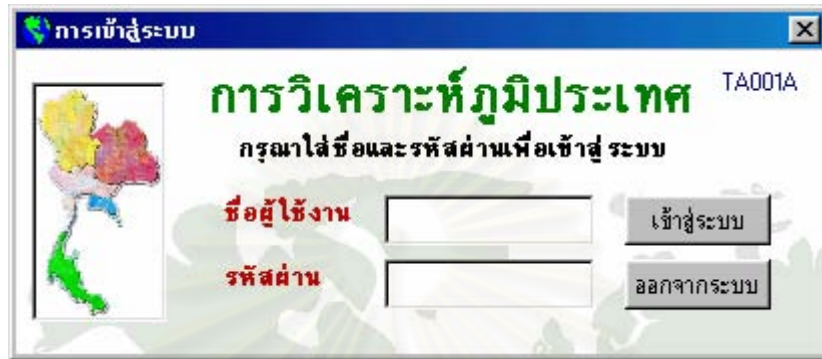 การเข้าสู่ระบบ
การวิเคราะห์ภูมิประเทศ
TA001A
กรุณาใส่ชื่อและรหัสผ่านเพื่อเข้าสู่ระบบ
ชื่อผู้ใช้งาน
เข้าสู่ระบบ
รหัสผ่าน
ออกจากระบบ